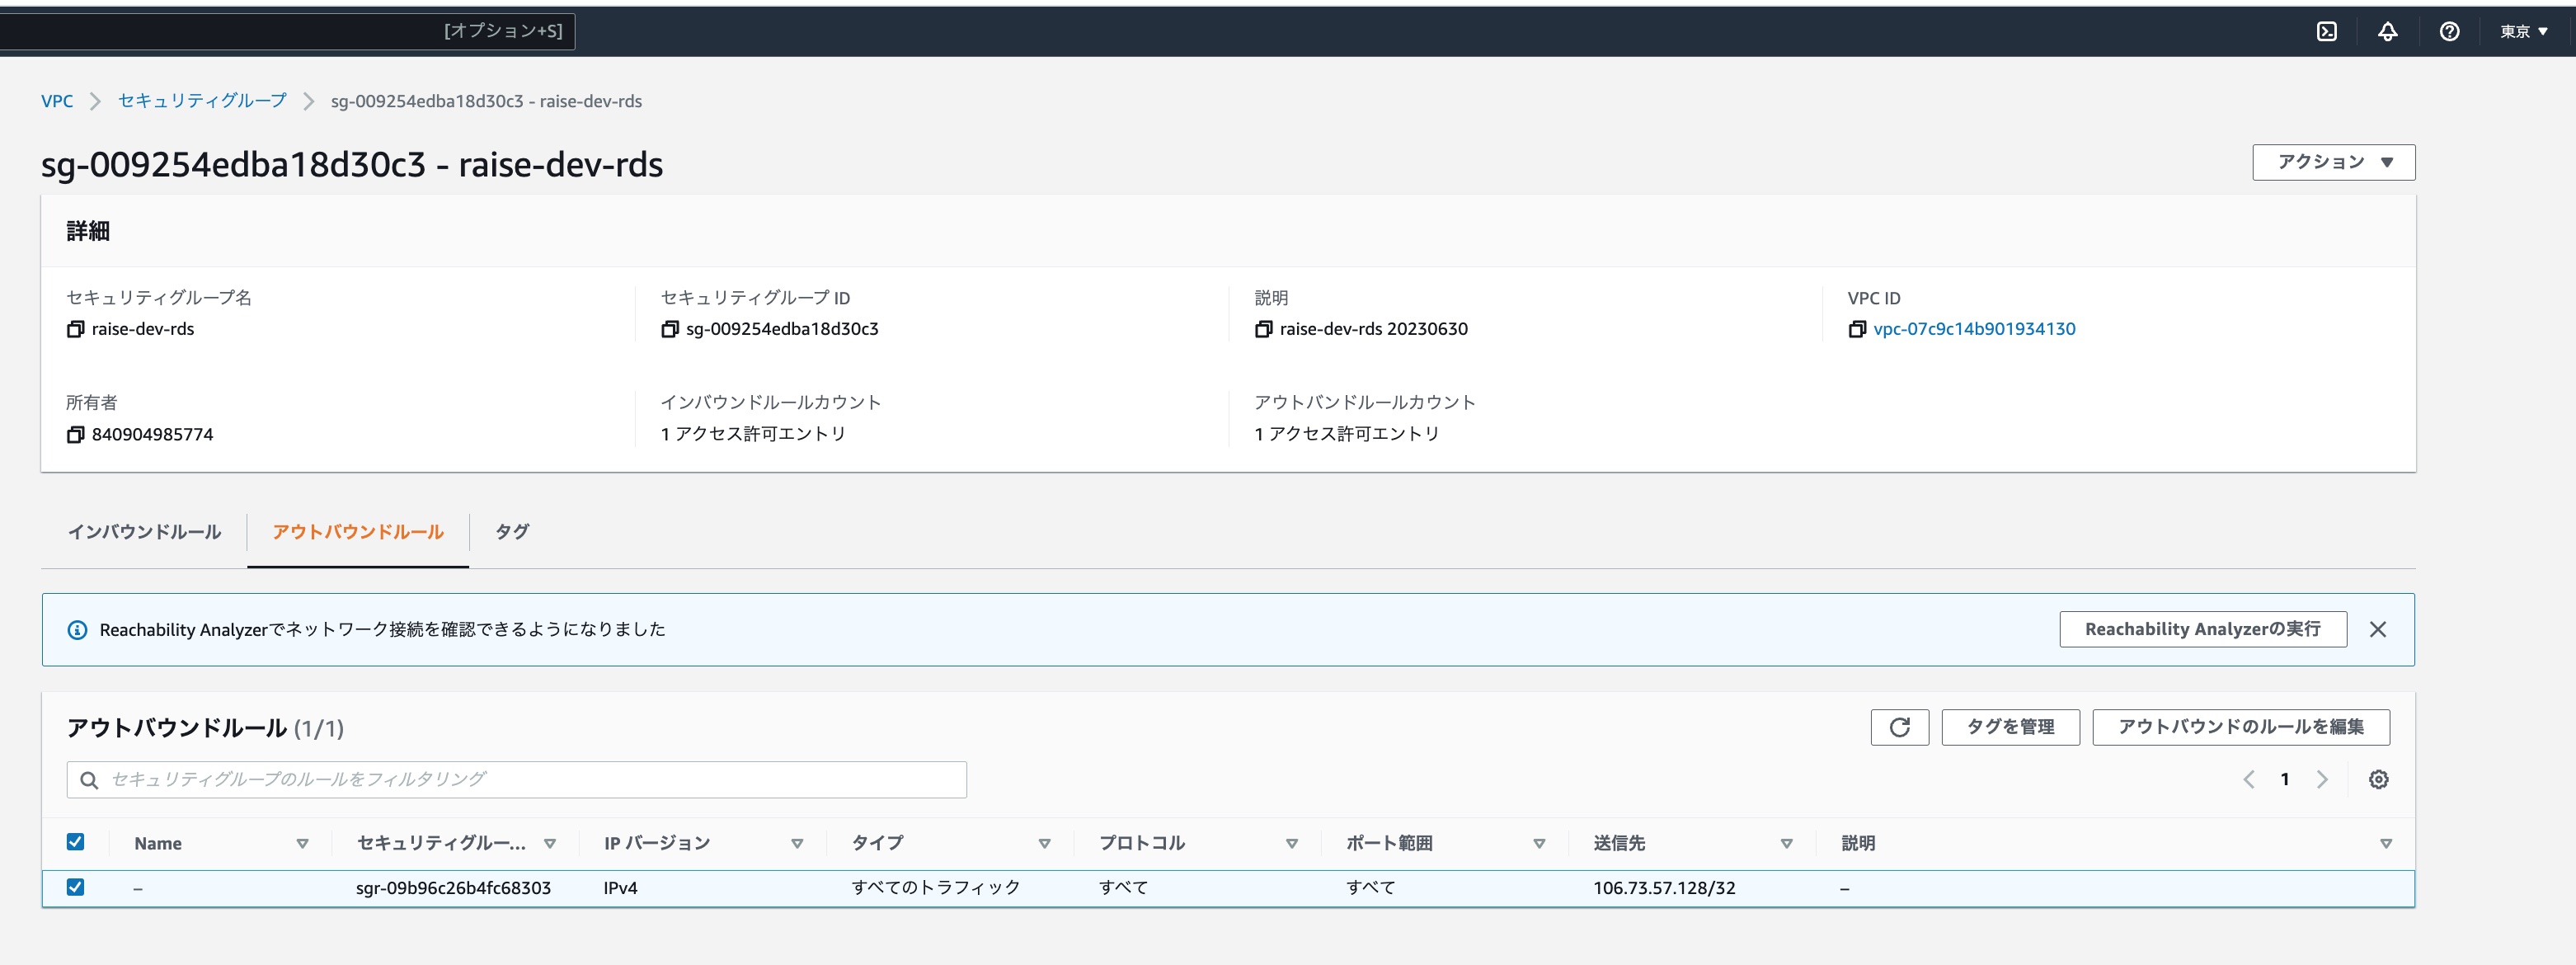 [オプション+S]
東京
VPC セキュリティグループ sg-009254edba18d30c3 - raise-dev-rds
sg-009254edba18d30c3 - raise-dev-rds
アクション
詳細
セキュリティグループ名
raise-dev-rds
セキュリティグループ ID
sg-009254edba18d30c3
説明
raise-dev-rds 20230630
VPC ID
vpc-07c9c14b901934130
所有者
840904985774
インバウンドルールカウント
1 アクセス許可エントリ
アウトバンドルールカウント
1 アクセス許可エントリ
インバウンドルール アウトバウンドルール タグ
Reachability Analyzerでネットワーク接続を確認できるようになりました
Reachability Analyzerの実行
アウトバウンドルール (1/1)
タグを管理
アウトバウンドのルールを編集
セキュリティグループのルールをフィルタリング
1
Name セキュリティグルー... IP バージョン タイプ プロトコル ポート範囲 送信先 説明
– sgr-09b96c26b4fc68303 IPv4 すべてのトラフィック すべて すべて 106.73.57.128/32 –